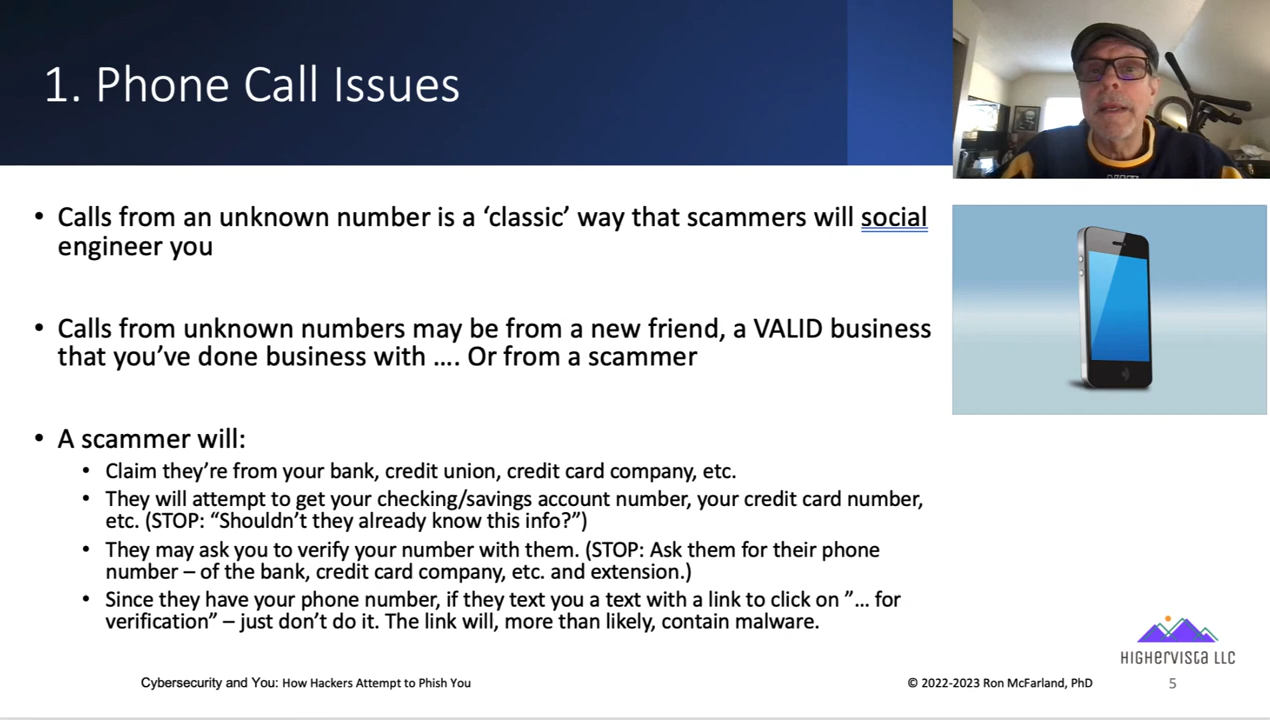 1. Phone Call Issues
• Calls from an unknown number is a ‘classic’ way that scammers will social
engineer you
• Calls from unknown numbers may be from a new friend, a VALID business
that you’ve done business with …. Or from a scammer
• A scammer will:
• Claim they’re from your bank, credit union, credit card company, etc.
• They will attempt to get your checking/savings account number, your credit card number,
etc. (STOP: “Shouldn’t they already know this info?”)
• They may ask you to verify your number with them. (STOP: Ask them for their phone
number – of the bank, credit card company, etc. and extension.)
• Since they have your phone number, if they text you a text with a link to click on ”… for
verification” – just don’t do it. The link will, more than likely, contain malware.
HIGHerVISTa LLC
Cybersecurity and You: How Hackers Attempt to Phish You
© 2022-2023 Ron McFarland, PhD
5